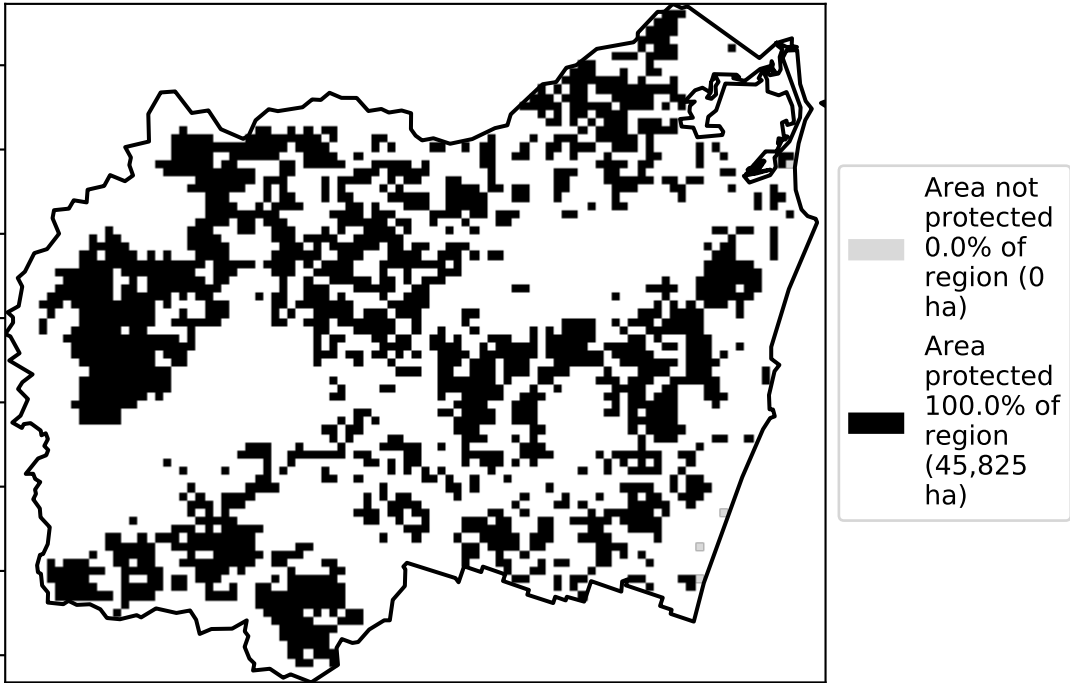 Area not
protected
0.0% of
region (0
ha)
Area
protected
100.0% of
region
(45,825
ha)